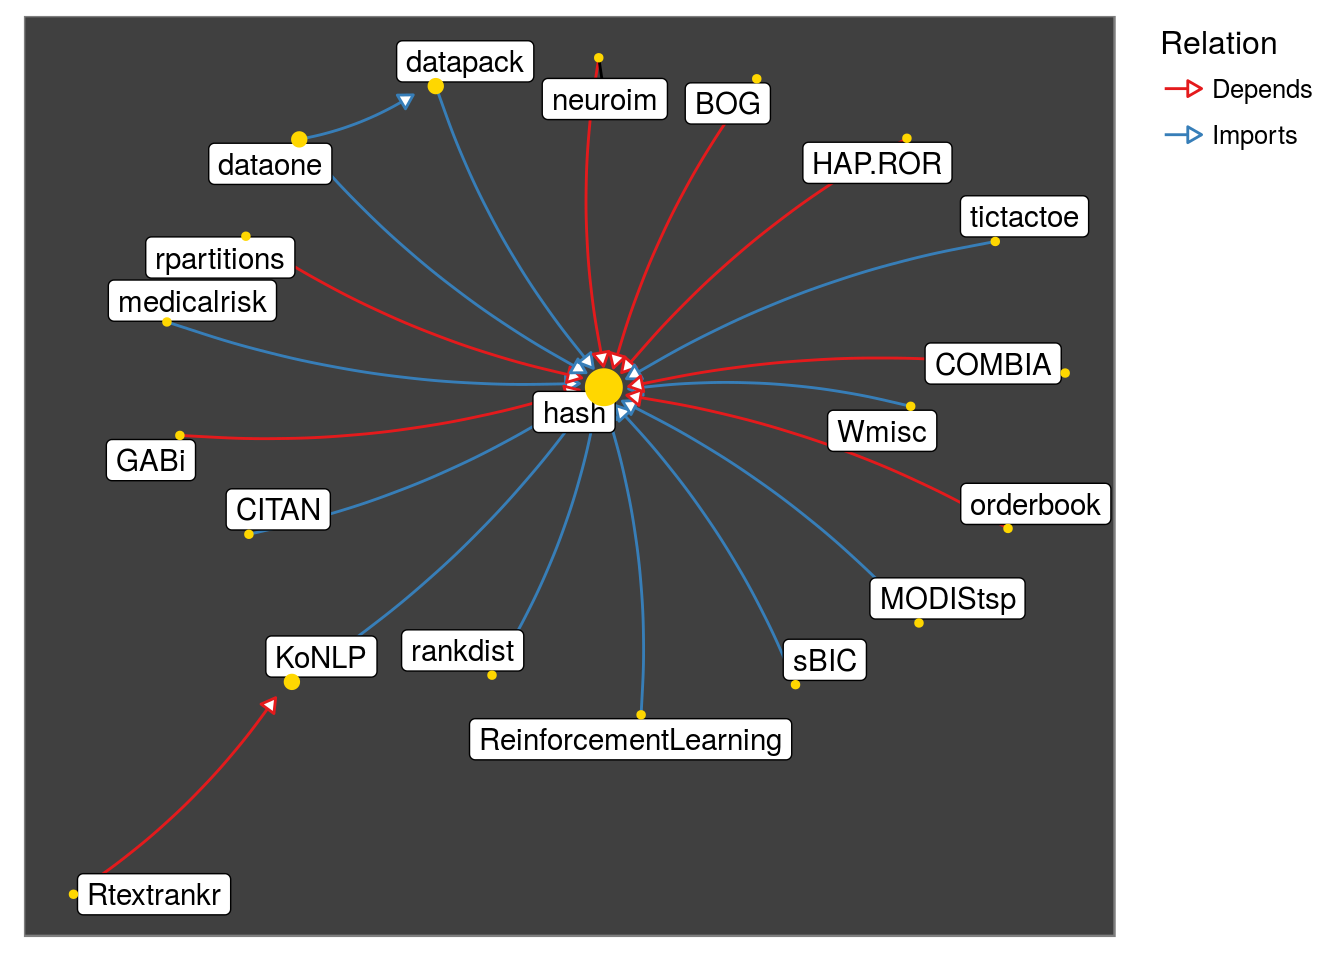 datapack
neuroim
BOG
dataone
HAP.ROR
tictactoe
rpartitions
medicalrisk
COMBIA
hash
Wmisc
GABi
CITAN
orderbook
MODIStsp
KoNLP
rankdist
sBIC
ReinforcementLearning
Rtextrankr
Relation
Depends
Imports